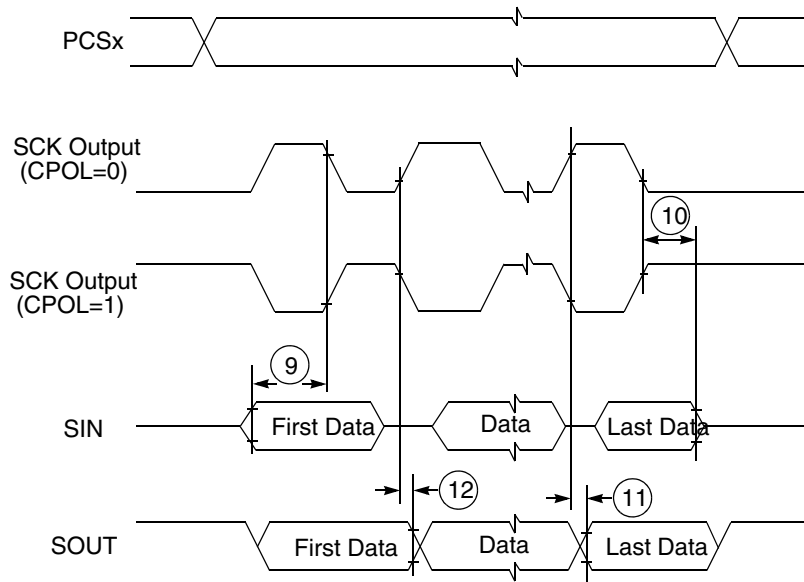 PCSx
SCK Output
(CPOL=0)
10
SCK Output
(CPOL=1)
9
SIN
First Data
Data
Last Data
12
11
SOUT
First Data
Data
Last Data